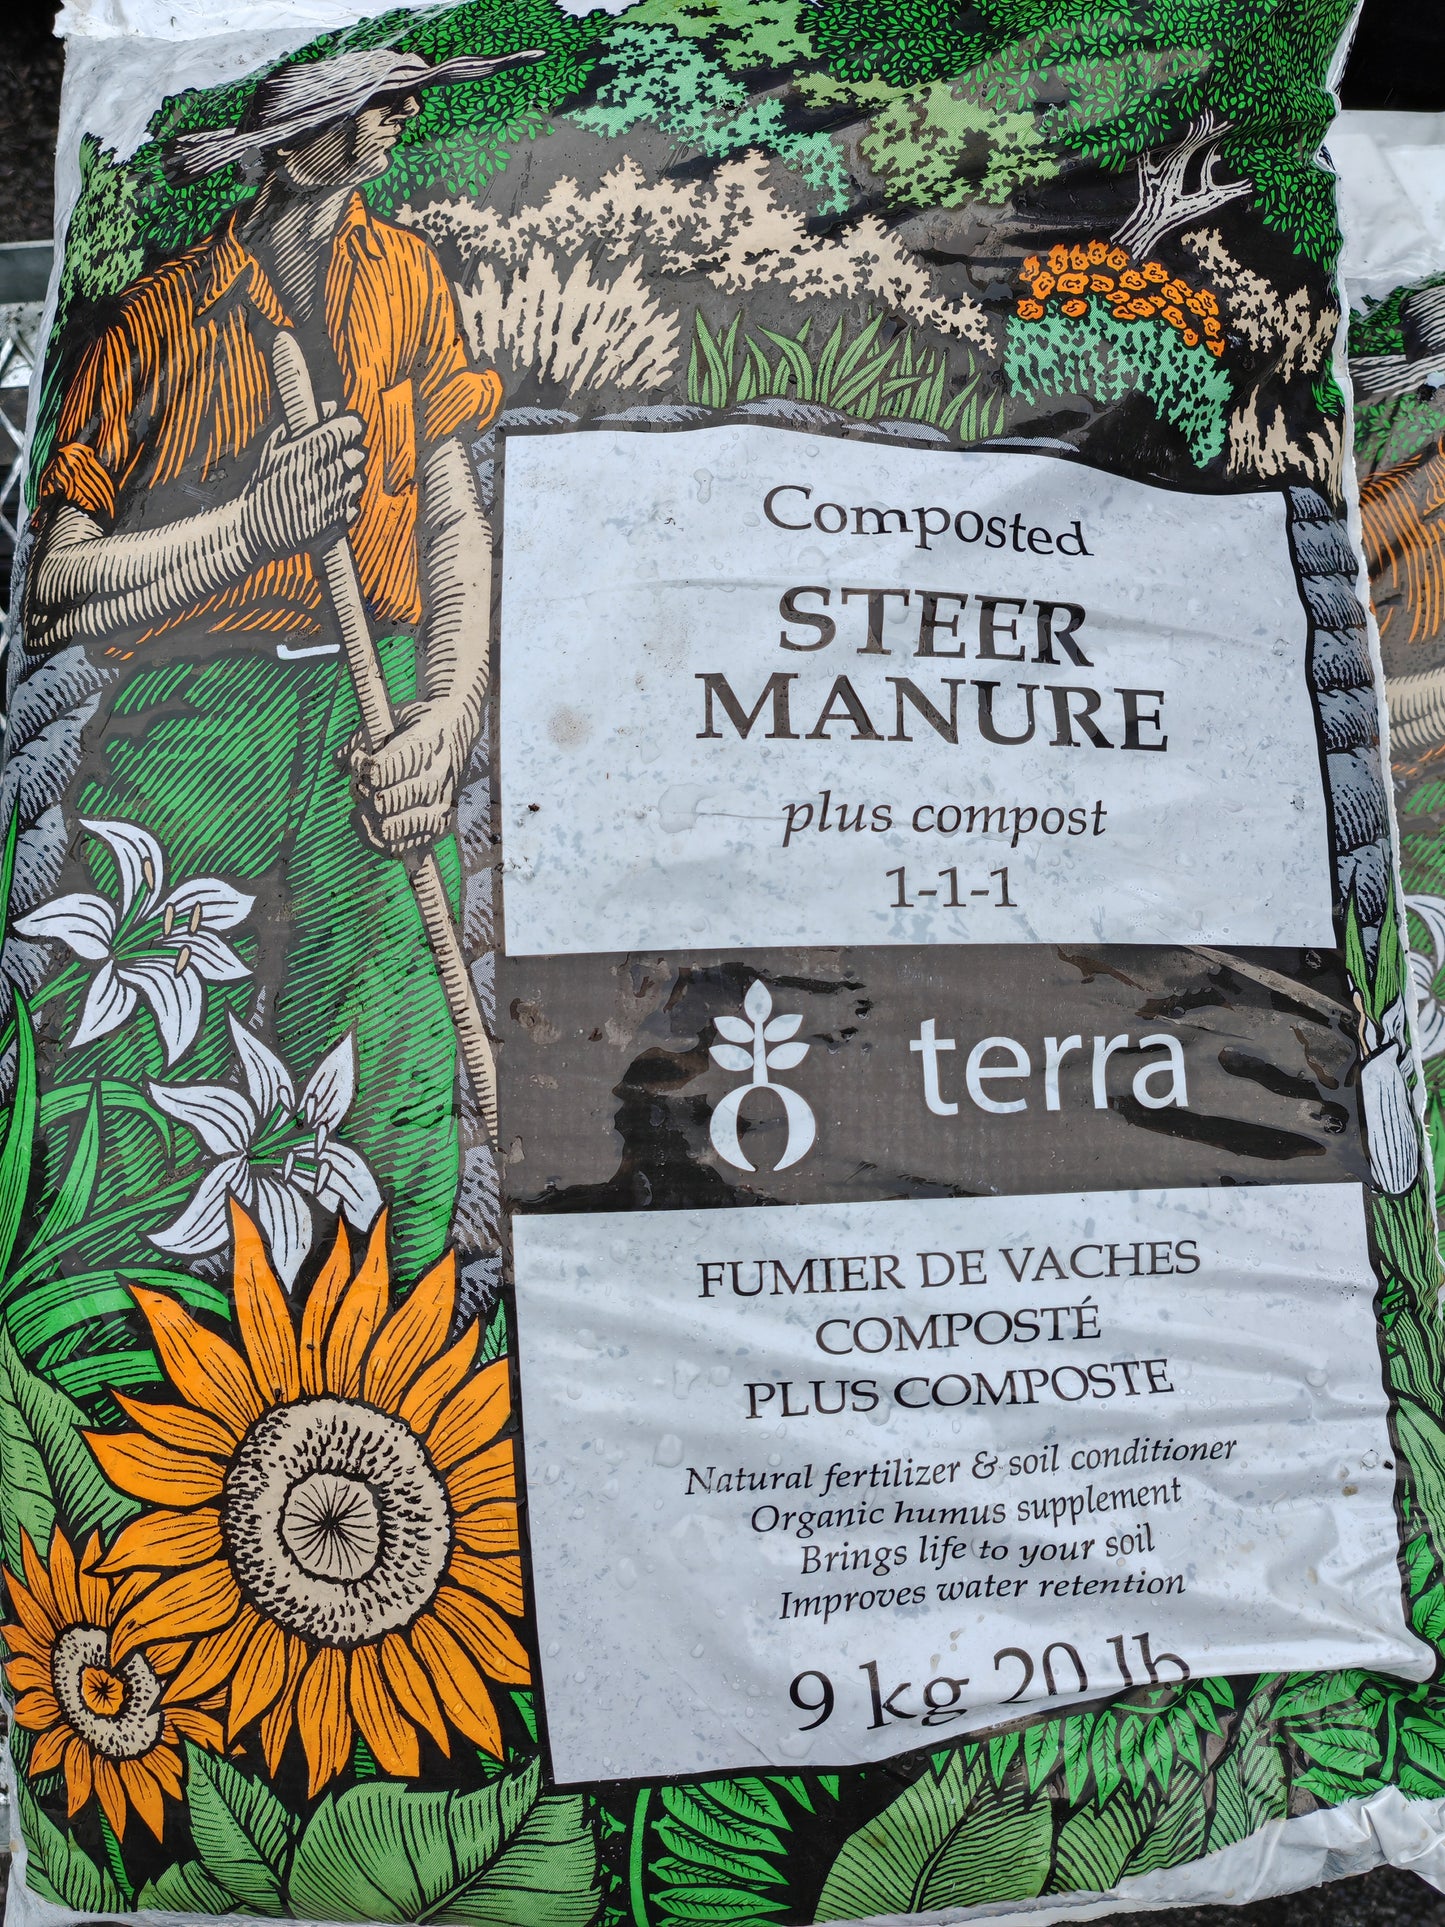 Composted
STEER
MANURE
plus compost
1-1-1
terra
FUMIER DE VACHES
COMPOSTÉ
PLUS COMPOSTE
Natural fertilizer & soil conditioner
Organic humus supplement
Brings life to your soil
Improves water retention
9 kg 20 lb